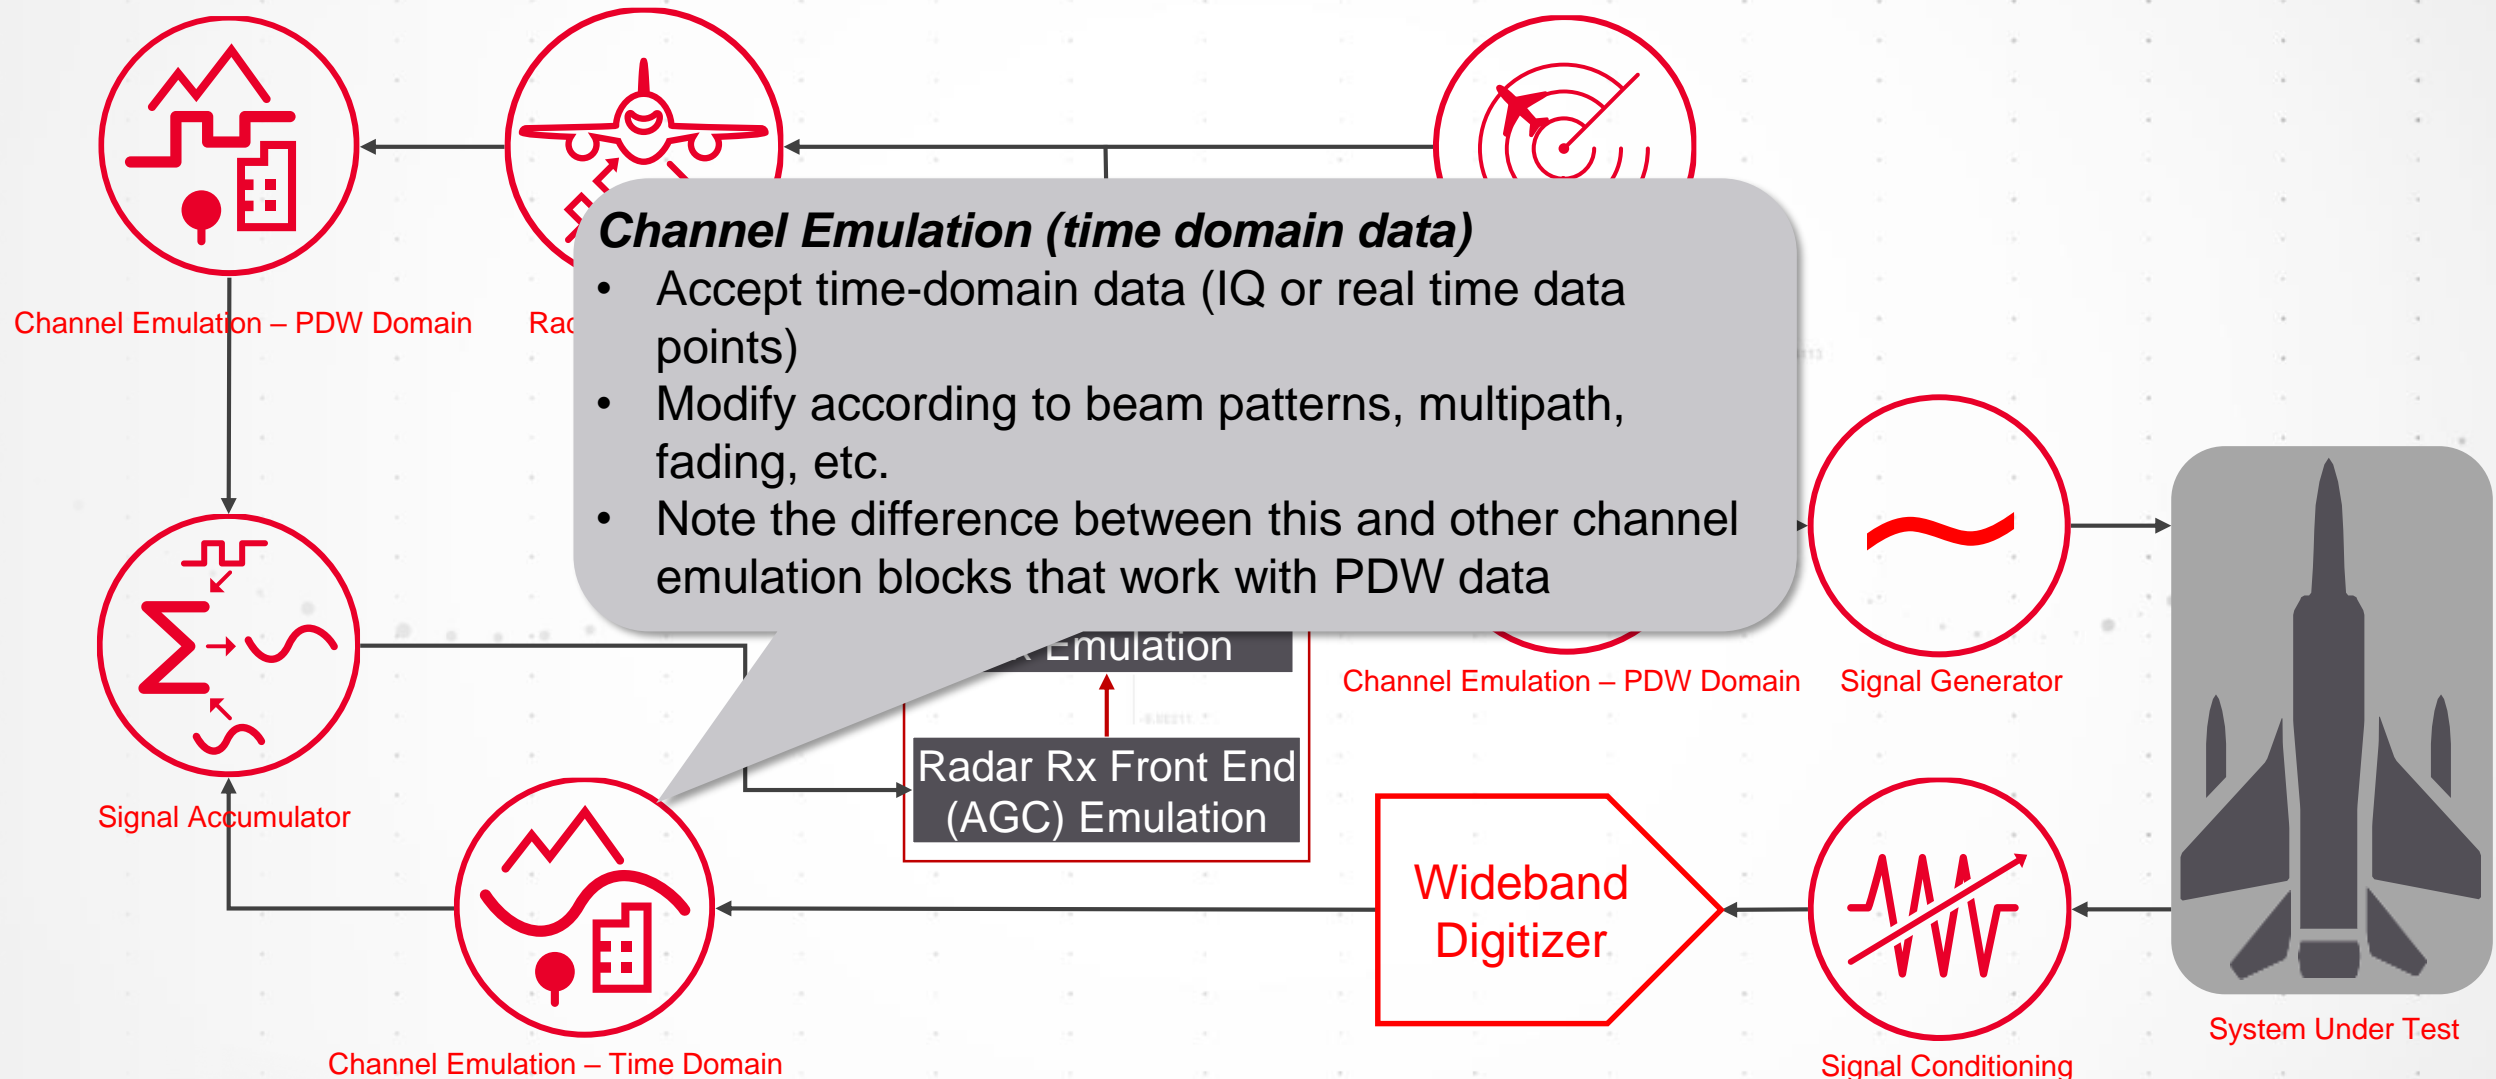 Channel Emulation (time domain data)
• Accept time-domain data (IQ or real time data
points)
• Modify according to beam patterns, multipath,
fading, etc.
• Note the difference between this and other channel
emulation blocks that work with PDW data
Channel Emulation – PDW Domain
Emulation
Channel Emulation – PDW Domain
Signal Generator
Radar Rx Front End
(AGC) Emulation
Signal Accumulator
Wideband
Digitizer
System Under Test
Channel Emulation – Time Domain
Signal Conditioning